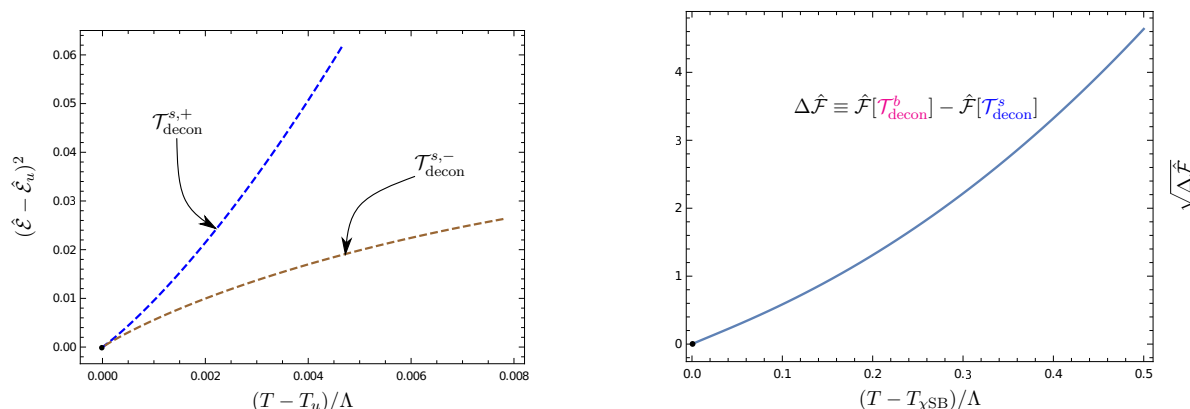 0.06
0.05
0.04
0.03
0.02
0.01
0.00
(Ê − Ê_u)²
𝒯^{s,+}_{decon}
𝒯^{s,−}_{decon}
0.000 0.002 0.004 0.006 0.008
(T − T_u)/Λ
4
3
2
1
0
Δℱ̂ ≡ ℱ̂[𝒯^b_{decon}] − ℱ̂[𝒯^s_{decon}]
0.0 0.1 0.2 0.3 0.4 0.5
(T − T_{χSB})/Λ
√Δℱ̂